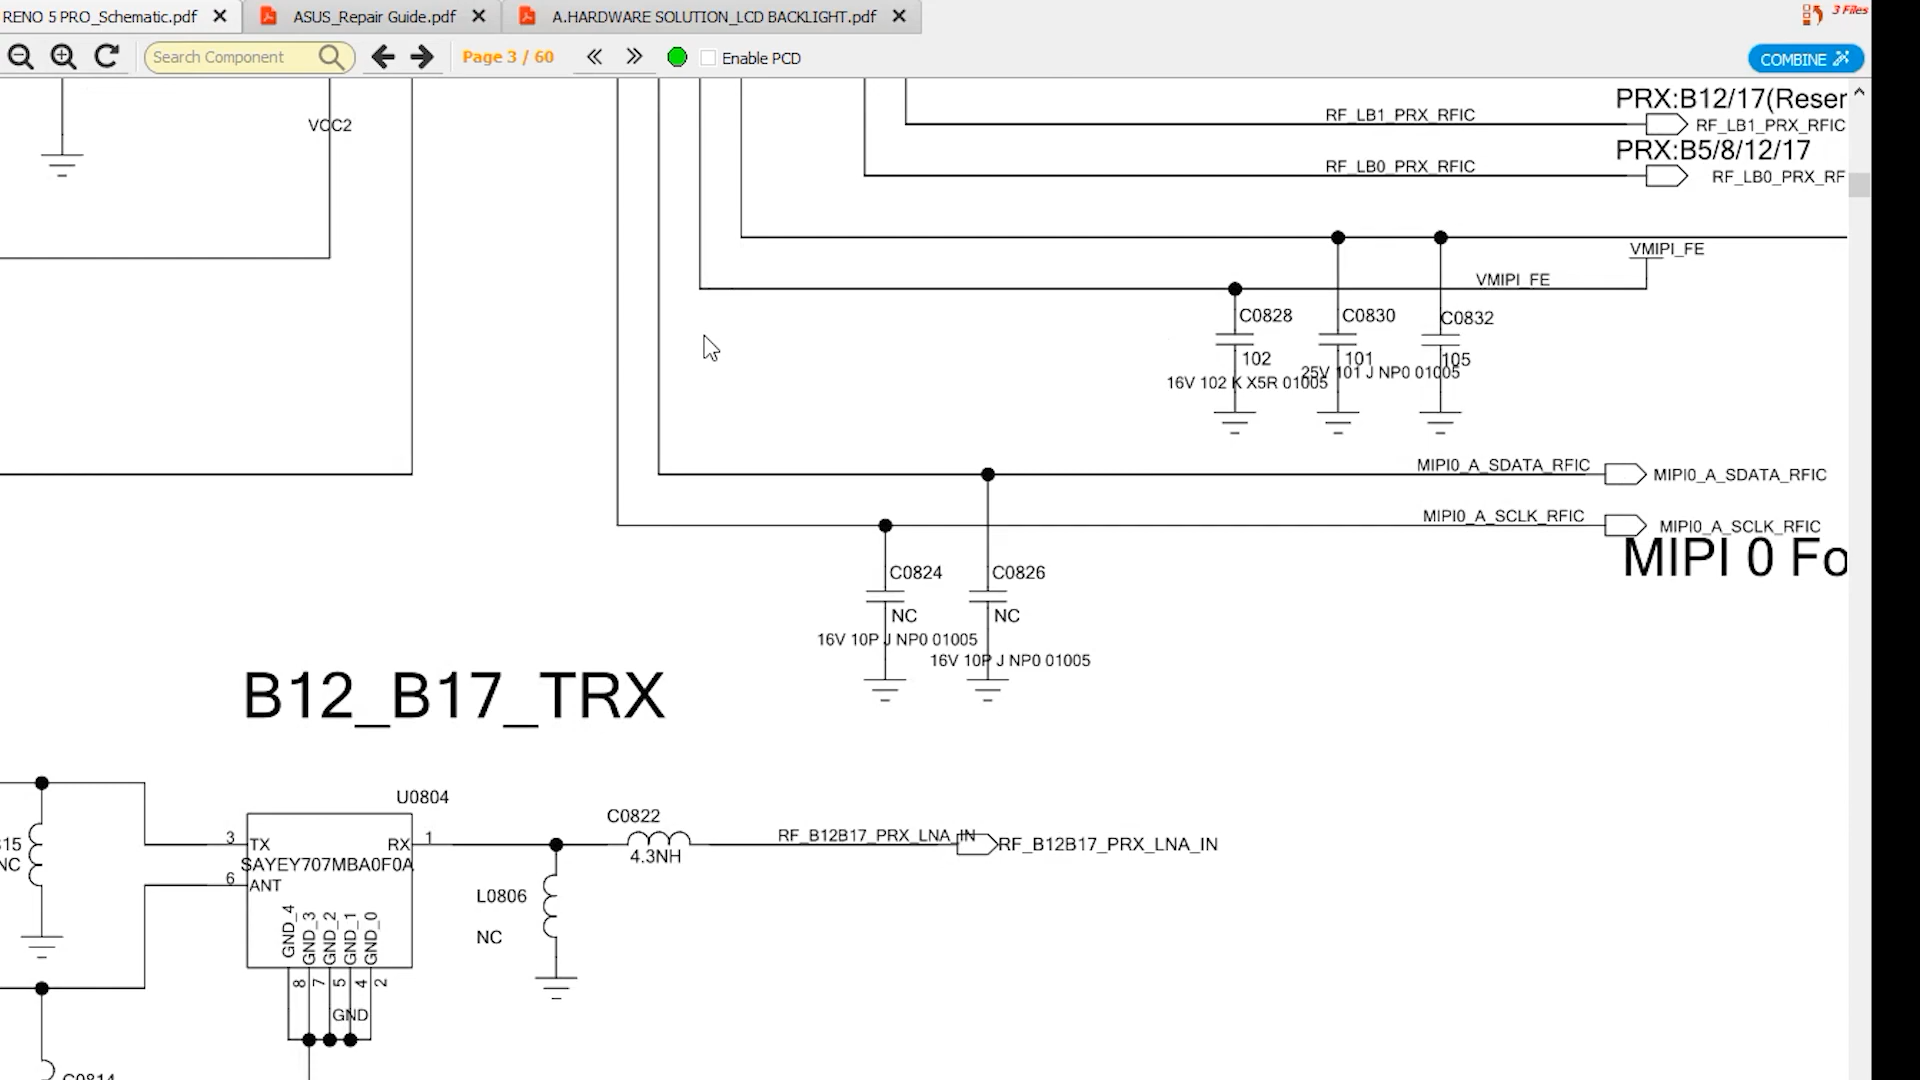 RENO 5 PRO_Schematic.pdf
ASUS_Repair Guide.pdf
A.HARDWARE SOLUTION_LCD BACKLIGHT.pdf
3 Files
Search Component
Page 3 / 60
Enable PCD
COMBINE
VCC2
RF_LB1_PRX_RFIC
PRX:B12/17(Reser
RF_LB1_PRX_RFIC
PRX:B5/8/12/17
RF_LB0_PRX_RFIC
RF_LB0_PRX_RF
VMIPI_FE
VMIPI_FE
C0828
C0830
C0832
102
101
105
16V 102 K X5R 01005
25V 101 J NP0 01005
MIPI0_A_SDATA_RFIC
MIPI0_A_SDATA_RFIC
MIPI0_A_SCLK_RFIC
MIPI0_A_SCLK_RFIC
MIPI 0 Fo
C0824
C0826
NC
NC
16V 10P J NP0 01005
16V 10P J NP0 01005
B12_B17_TRX
U0804
C0822
4.3NH
RF_B12B17_PRX_LNA_IN
RF_B12B17_PRX_LNA_IN
3
TX
RX
1
SAYEY707MBA0F0A
6
ANT
15
NC
L0806
NC
GND_4
GND_3
GND_2
GND_1
GND_0
8
7
5
4
2
GND
C0814